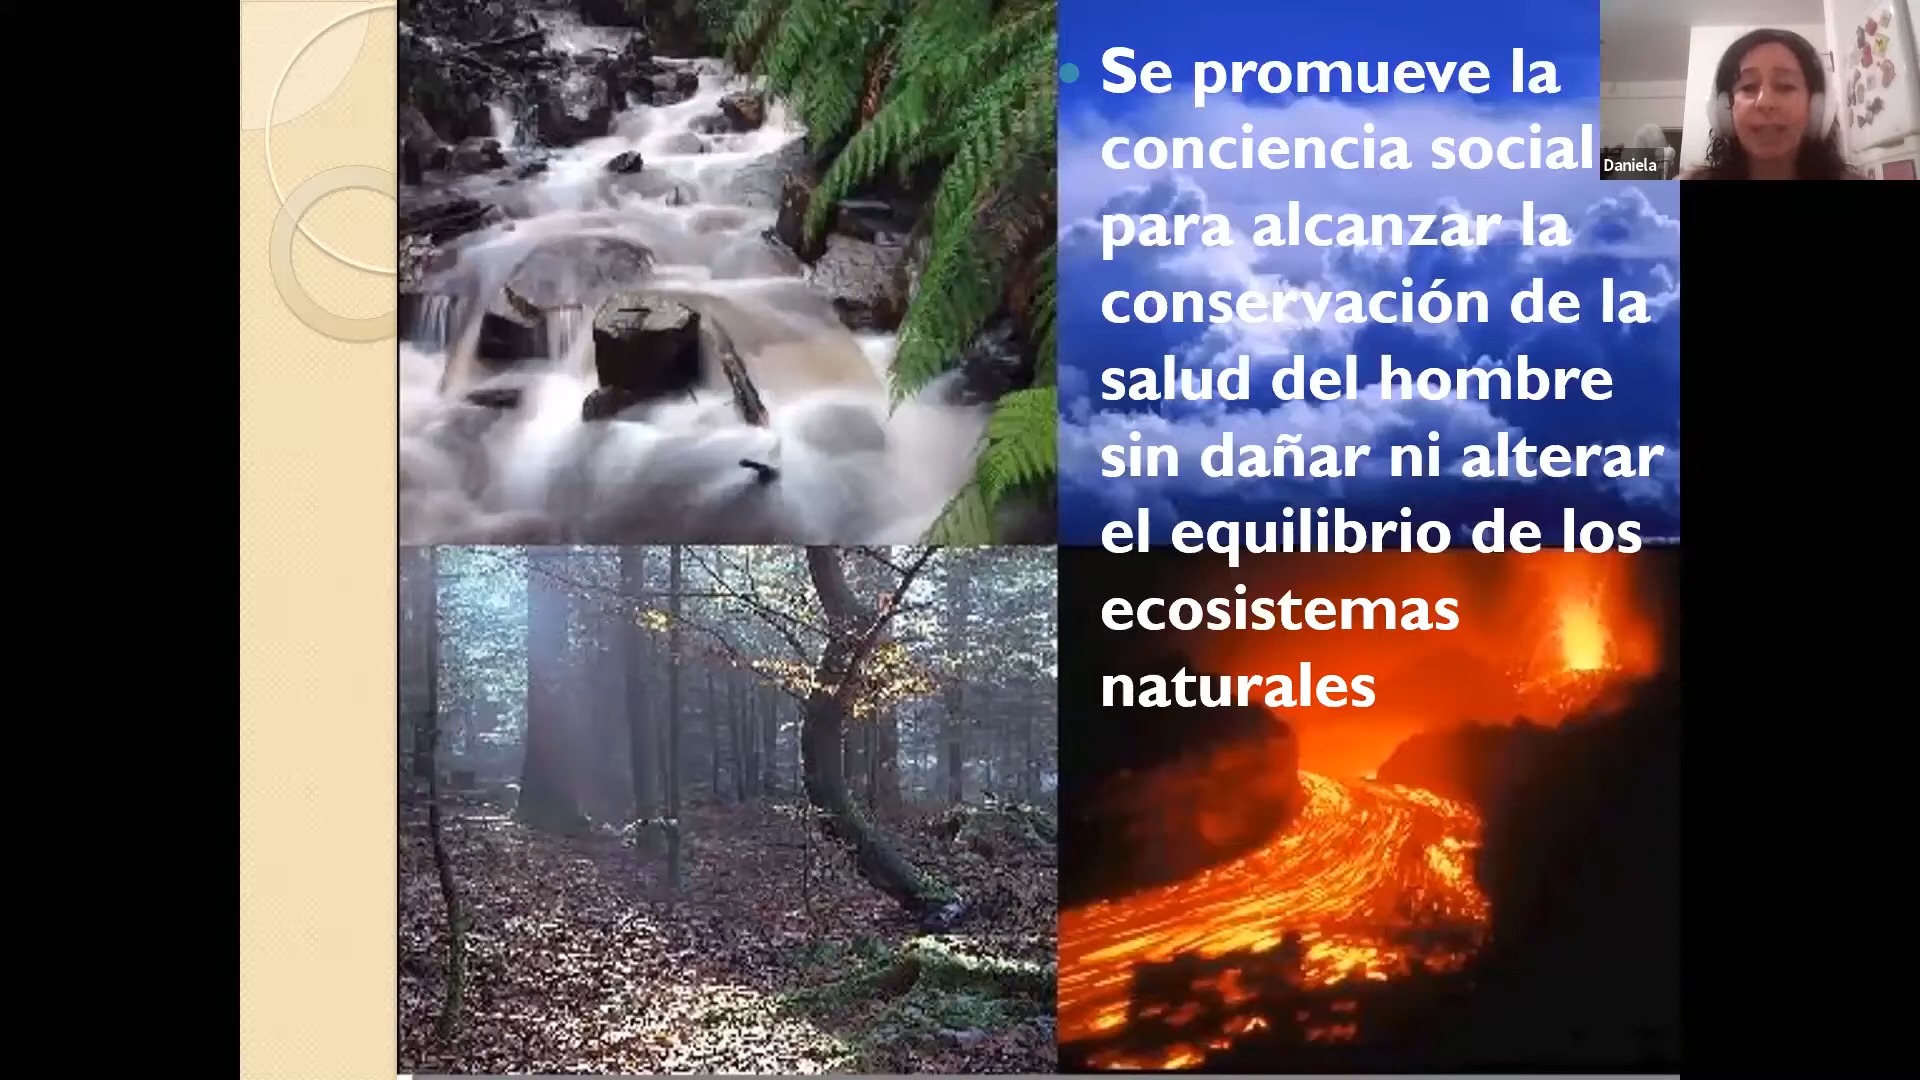 Se promueve la
conciencia social
para alcanzar la
conservación de la
salud del hombre
sin dañar ni alterar
el equilibrio de los
ecosistemas
naturales
Daniela